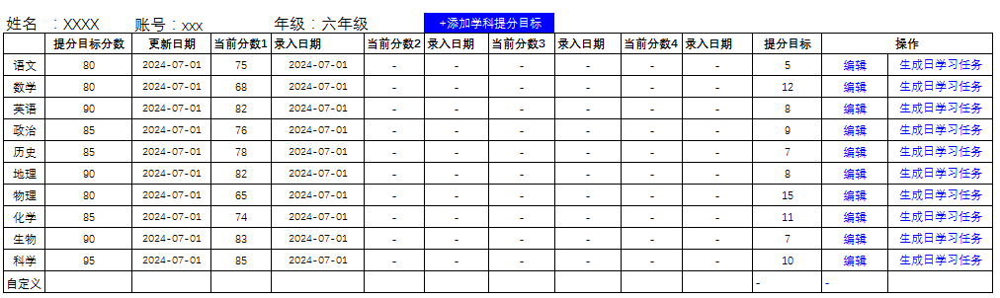 姓名 ：XXXX 账号：xxx 年级：六年级 +添加学科提分目标
提分目标分数 更新日期 当前分数1 录入日期 当前分数2 录入日期 当前分数3 录入日期 当前分数4 录入日期 提分目标 操作
语文 80 2024-07-01 75 2024-07-01 - - - - - - 5 编辑 生成日学习任务
数学 80 2024-07-01 68 2024-07-01 - - - - - - 12 编辑 生成日学习任务
英语 90 2024-07-01 82 2024-07-01 - - - - - - 8 编辑 生成日学习任务
政治 85 2024-07-01 76 2024-07-01 - - - - - - 9 编辑 生成日学习任务
历史 85 2024-07-01 78 2024-07-01 - - - - - - 7 编辑 生成日学习任务
地理 90 2024-07-01 82 2024-07-01 - - - - - - 8 编辑 生成日学习任务
物理 80 2024-07-01 65 2024-07-01 - - - - - - 15 编辑 生成日学习任务
化学 85 2024-07-01 74 2024-07-01 - - - - - - 11 编辑 生成日学习任务
生物 90 2024-07-01 83 2024-07-01 - - - - - - 7 编辑 生成日学习任务
科学 95 2024-07-01 85 2024-07-01 - - - - - - 10 编辑 生成日学习任务
自定义 - -